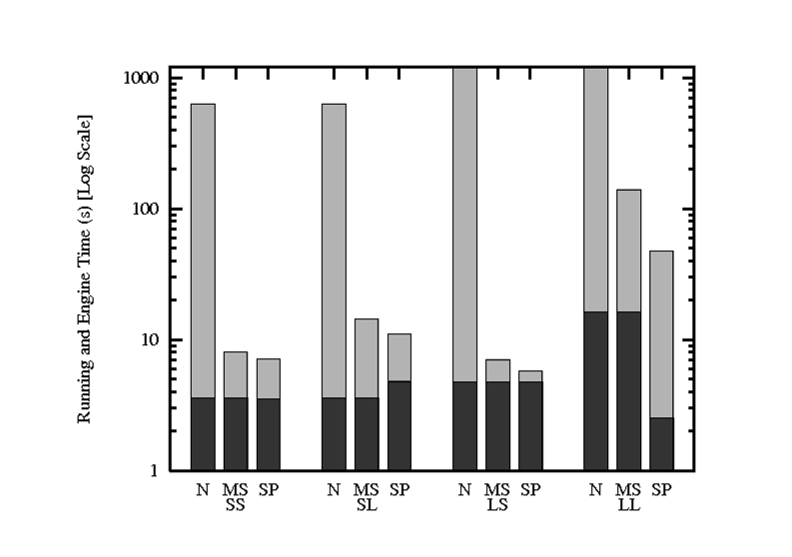 Running and Engine Time (s) [Log Scale]
1000
100
10
1
N MS SP N MS SP N MS SP N MS SP
SS SL LS LL